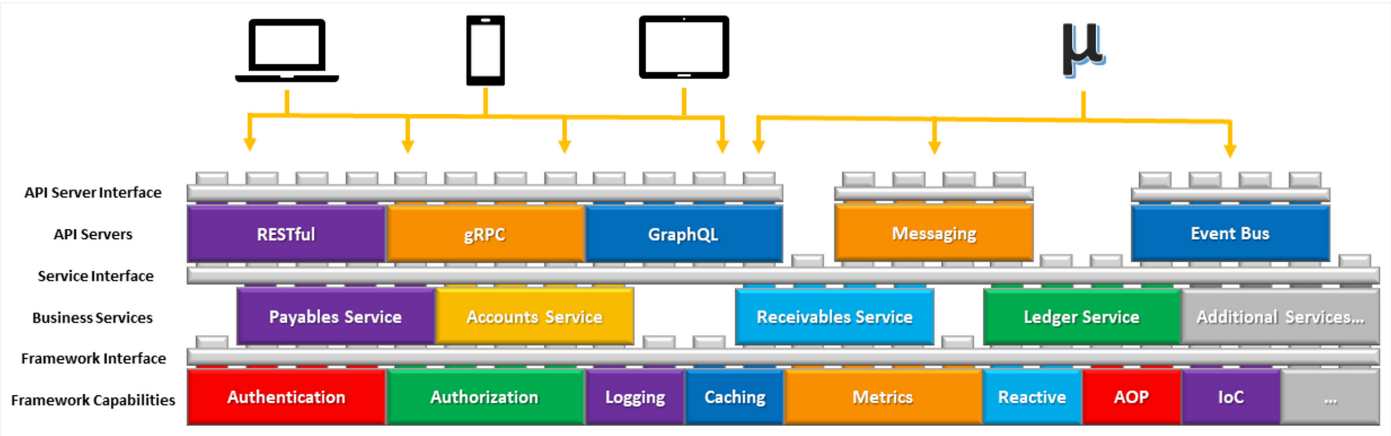 μ
API Server Interface
API Servers
RESTful
gRPC
GraphQL
Messaging
Event Bus
Service Interface
Business Services
Payables Service
Accounts Service
Receivables Service
Ledger Service
Additional Services...
Framework Interface
Framework Capabilities
Authentication
Authorization
Logging
Caching
Metrics
Reactive
AOP
IoC
...